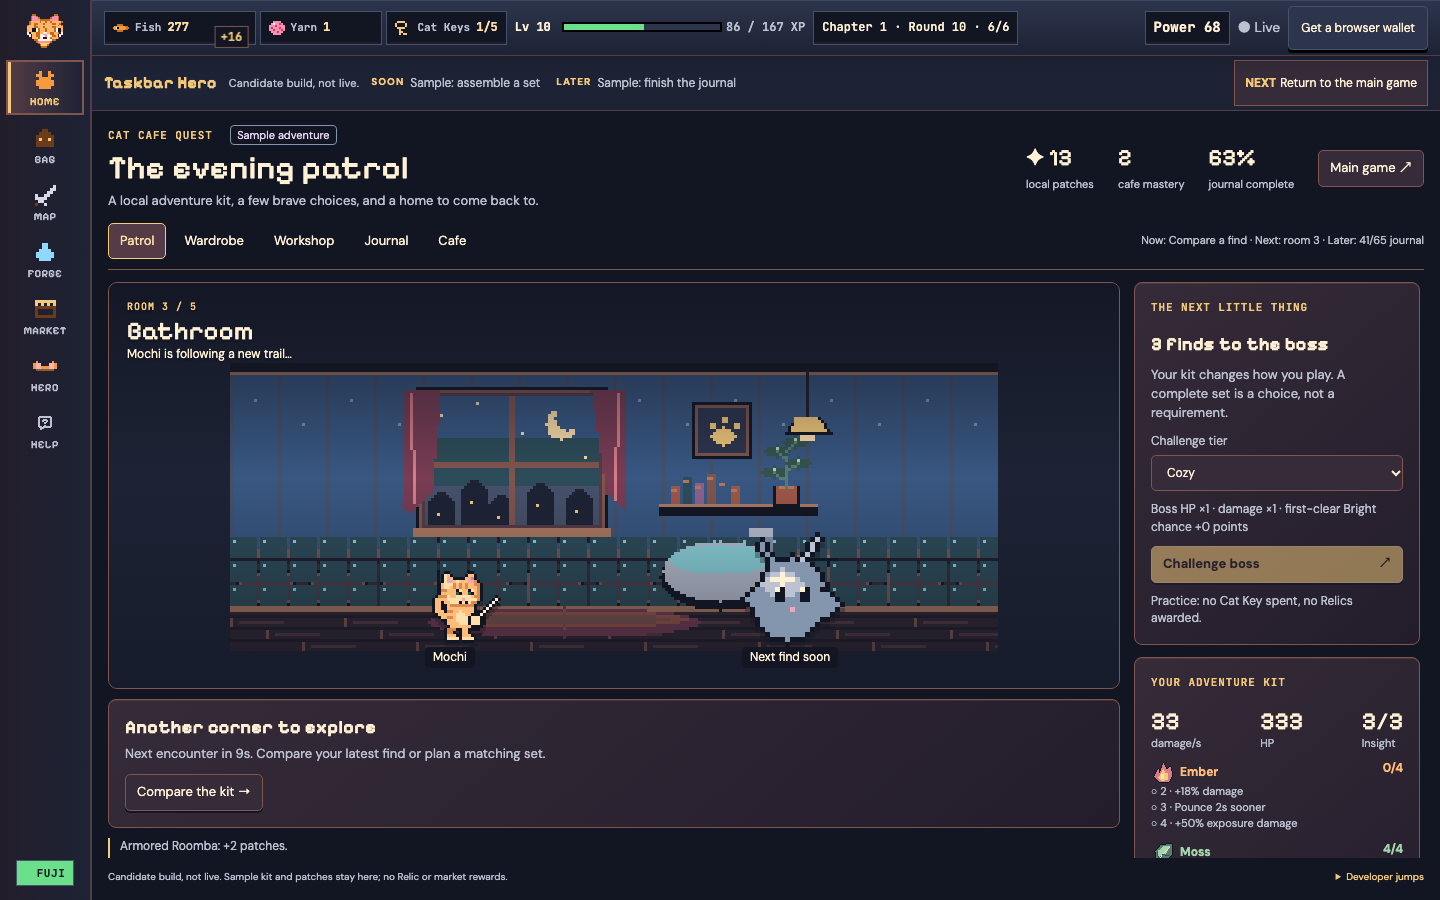 Fish 277
+16
Yarn 1
Cat Keys 1/5
Lv 10
86 / 167 XP
Chapter 1 · Round 10 · 6/6
Power 68
Live
Get a browser wallet
HOME
BAG
MAP
FORGE
MARKET
HERO
HELP
FUJI
Taskbar Hero
Candidate build, not live.
SOON Sample: assemble a set
LATER Sample: finish the journal
NEXT Return to the main game
CAT CAFE QUEST
Sample adventure
The evening patrol
A local adventure kit, a few brave choices, and a home to come back to.
13
local patches
2
cafe mastery
63%
journal complete
Main game ↗
Patrol
Wardrobe
Workshop
Journal
Cafe
Now: Compare a find · Next: room 3 · Later: 41/65 journal
ROOM 3 / 5
Bathroom
Mochi is following a new trail...
Mochi
Next find soon
Another corner to explore
Next encounter in 9s. Compare your latest find or plan a matching set.
Compare the kit →
Armored Roomba: +2 patches.
THE NEXT LITTLE THING
3 finds to the boss
Your kit changes how you play. A
complete set is a choice, not a
requirement.
Challenge tier
Cozy
Boss HP ×1 · damage ×1 · first-clear Bright
chance +0 points
Challenge boss ↗
Practice: no Cat Key spent, no Relics
awarded.
YOUR ADVENTURE KIT
33
damage/s
333
HP
3/3
Insight
Ember 0/4
○ 2 · +18% damage
○ 3 · Pounce 2s sooner
○ 4 · +50% exposure damage
Moss 4/4
Candidate build, not live. Sample kit and patches stay here; no Relic or market rewards.
▶ Developer jumps